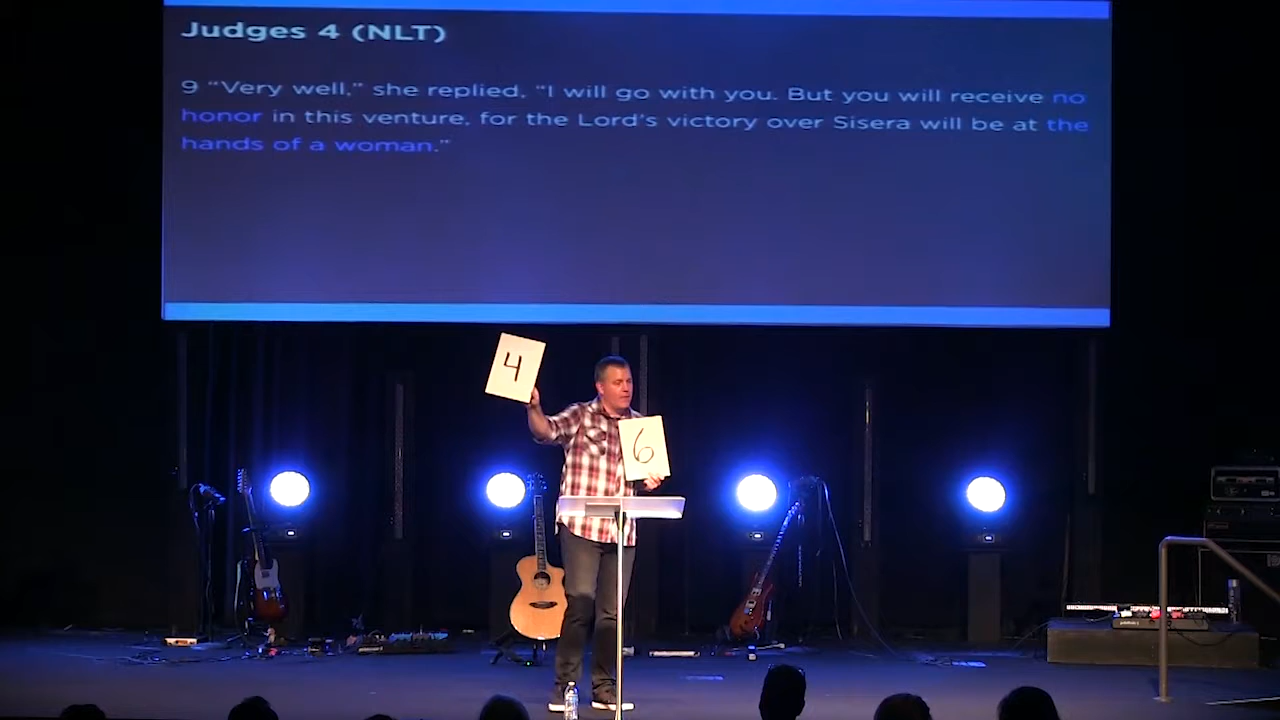 Judges 4 (NLT)
9 “Very well,” she replied, “I will go with you. But you will receive no
honor in this venture, for the Lord’s victory over Sisera will be at the
hands of a woman.”
4
6